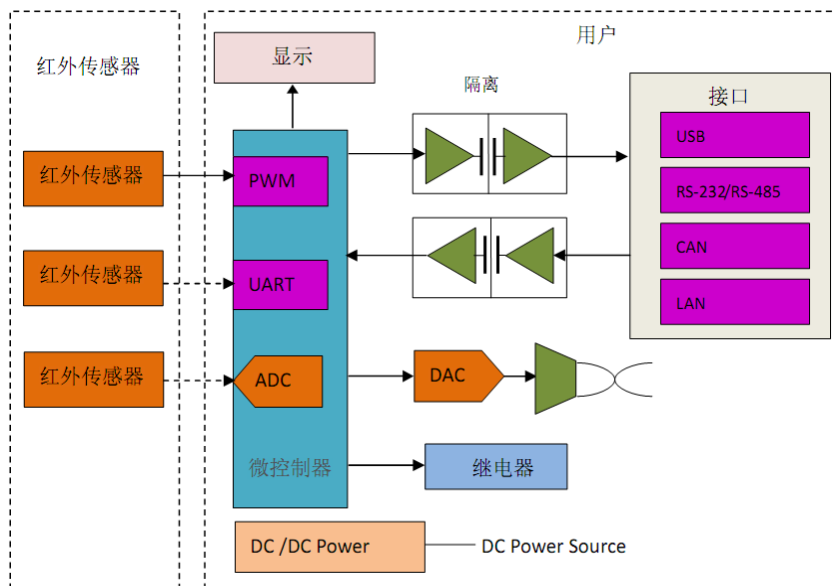 用户
红外传感器
显示
隔离
接口
USB
红外传感器
PWM
RS-232/RS-485
CAN
红外传感器
UART
LAN
红外传感器
ADC
DAC
微控制器
继电器
DC /DC Power
DC Power Source